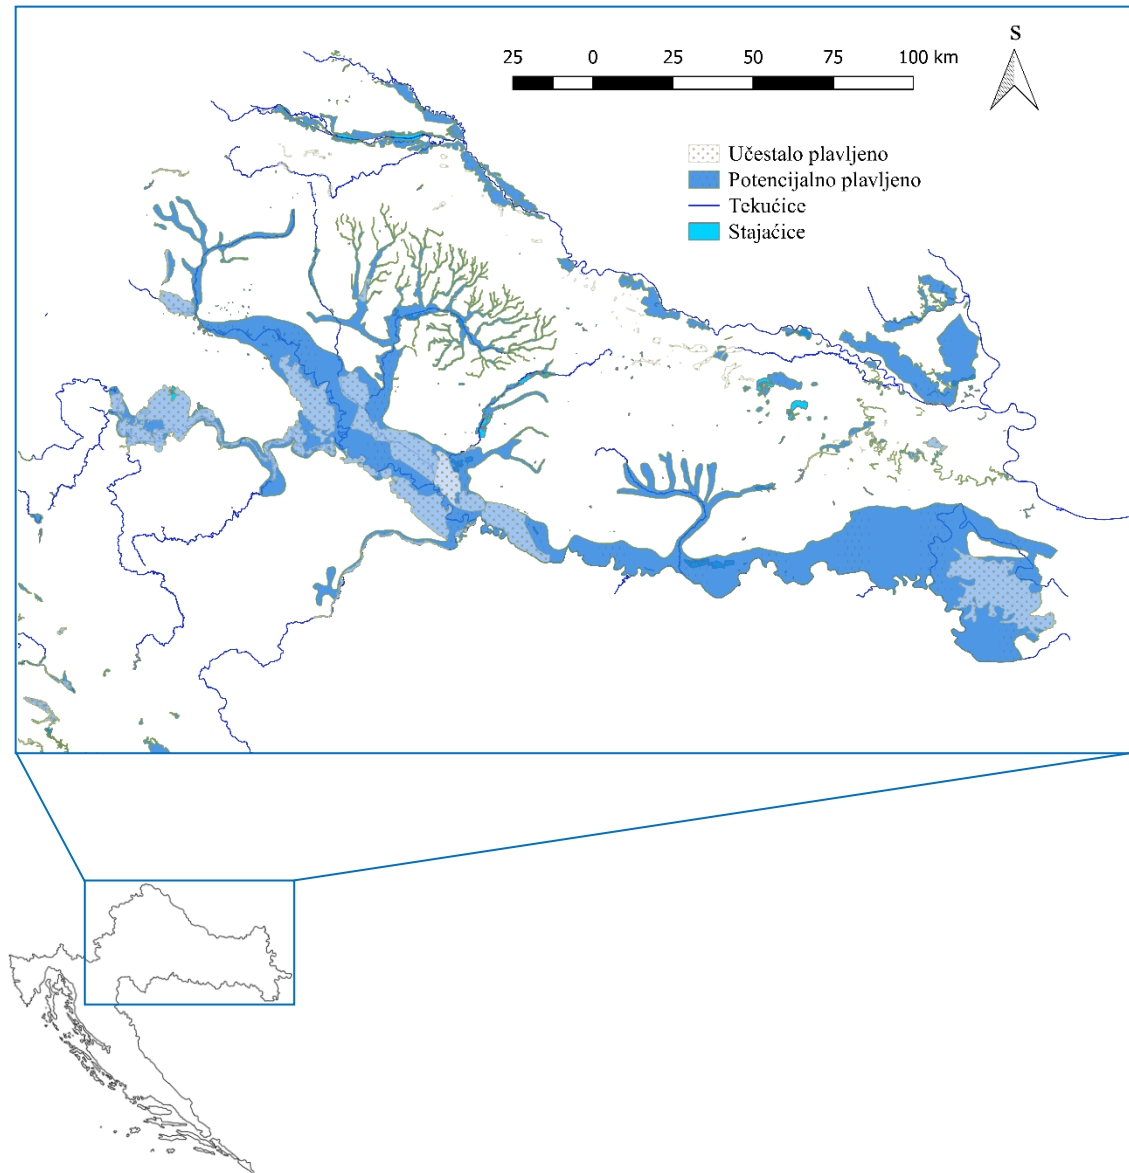 S
25 0 25 50 75 100 km
Učestalo plavljeno
Potencijalno plavljeno
Tekućice
Stajaćice